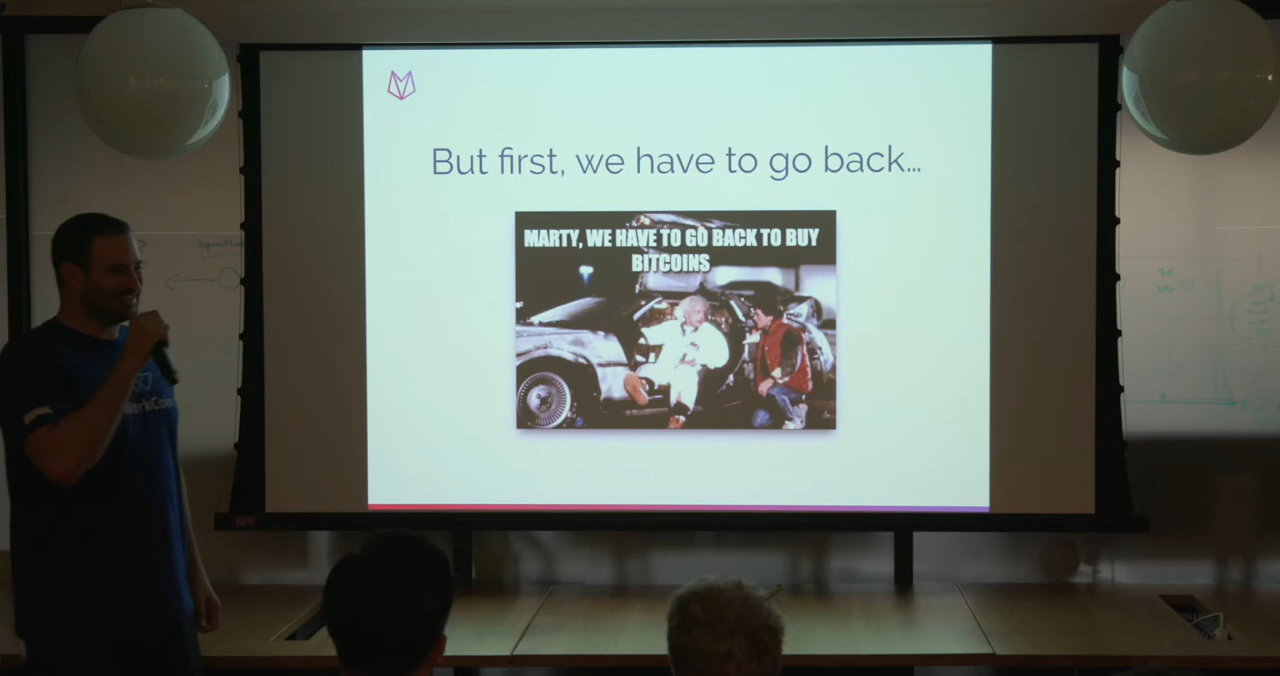 But first, we have to go back...
MARTY, WE HAVE TO GO BACK TO BUY
BITCOINS